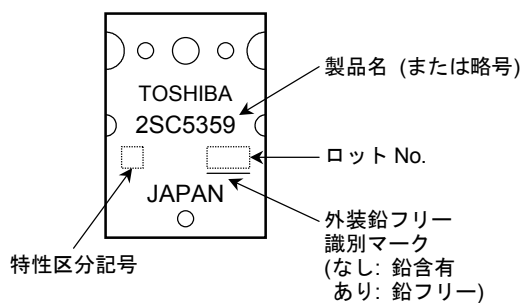 TOSHIBA
2SC5359
JAPAN
製品名 (または略号)
ロット No.
外装鉛フリー
識別マーク
(なし: 鉛含有
あり: 鉛フリー)
特性区分記号